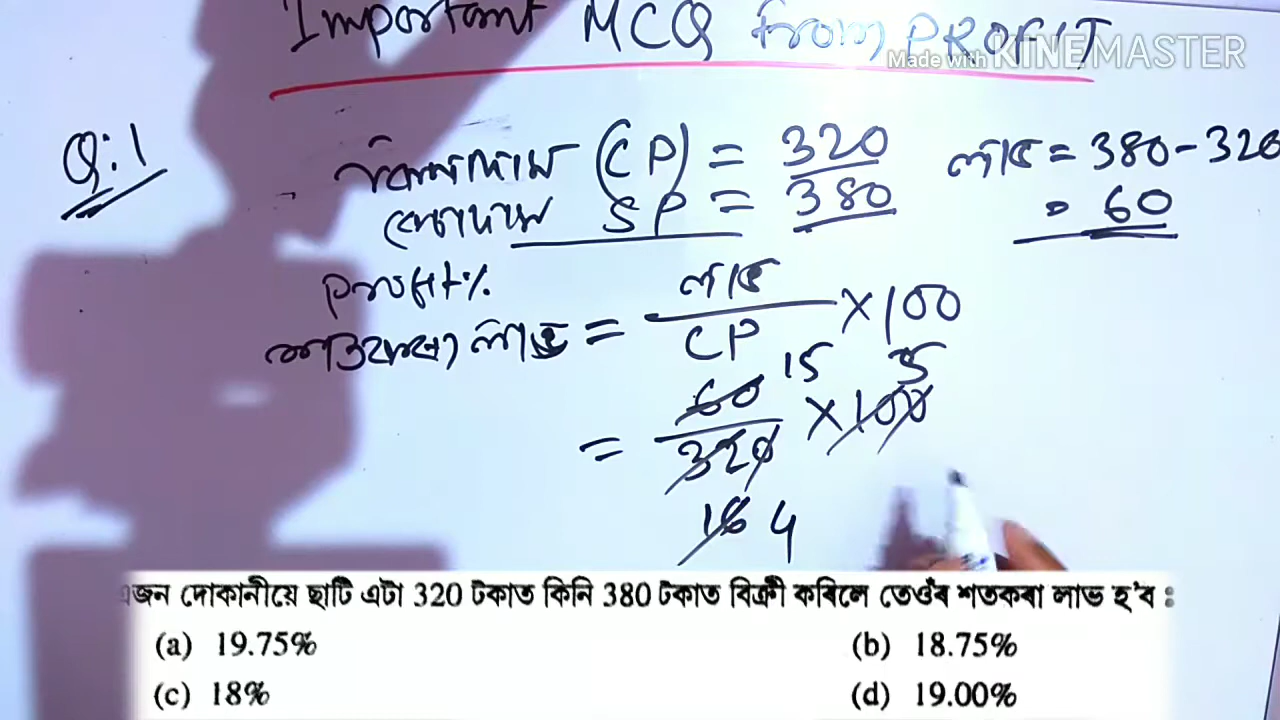 Important MCQ from PROFIT
Made with KINEMASTER
Q:1
কিনাদাম (CP) = 320
বেচাদাম SP = 380
লাভ = 380 - 320
= 60
Profit%
শতকৰা লাভ = লাভ / CP × 100
= 60 / 320 × 100
15 5
16 4
এজন দোকানীয়ে ছাটি এটা 320 টকাত কিনি 380 টকাত বিক্ৰী কৰিলে তেওঁৰ শতকৰা লাভ হ'ব :
(a) 19.75%
(b) 18.75%
(c) 18%
(d) 19.00%